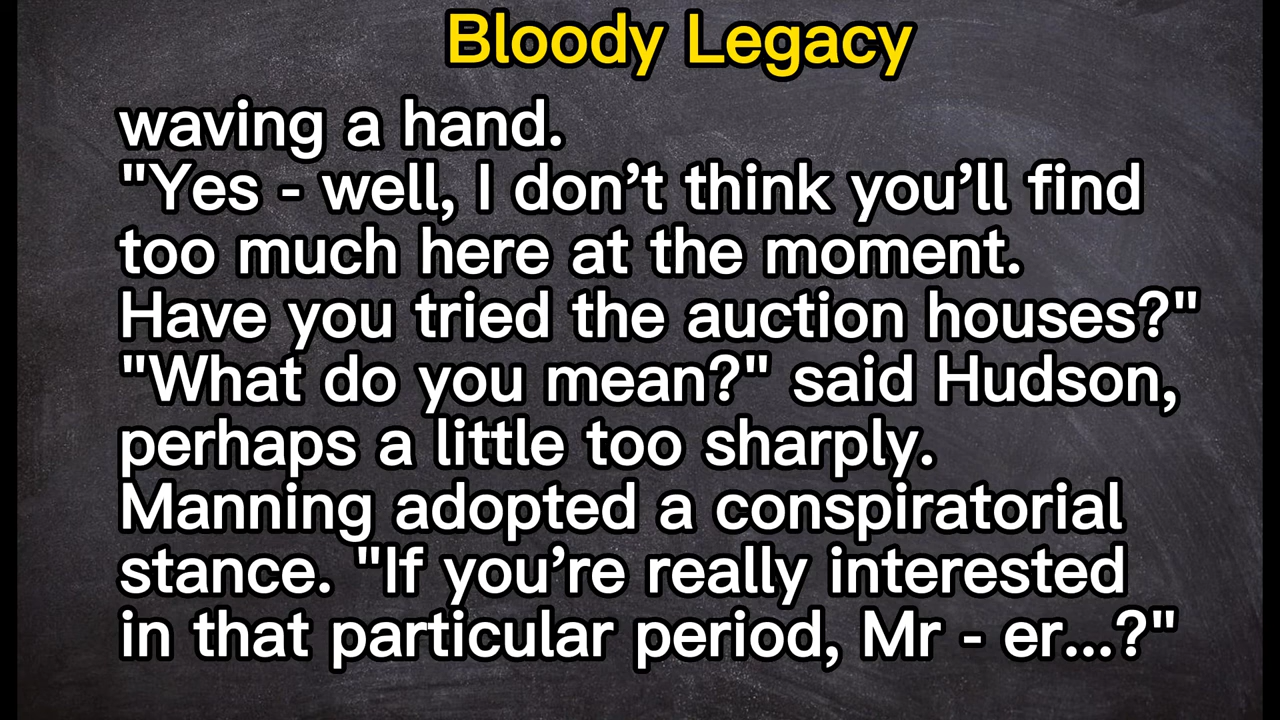 Bloody Legacy
waving a hand.
"Yes - well, I don’t think you’ll find
too much here at the moment.
Have you tried the auction houses?"
"What do you mean?" said Hudson,
perhaps a little too sharply.
Manning adopted a conspiratorial
stance. "If you’re really interested
in that particular period, Mr - er...?"